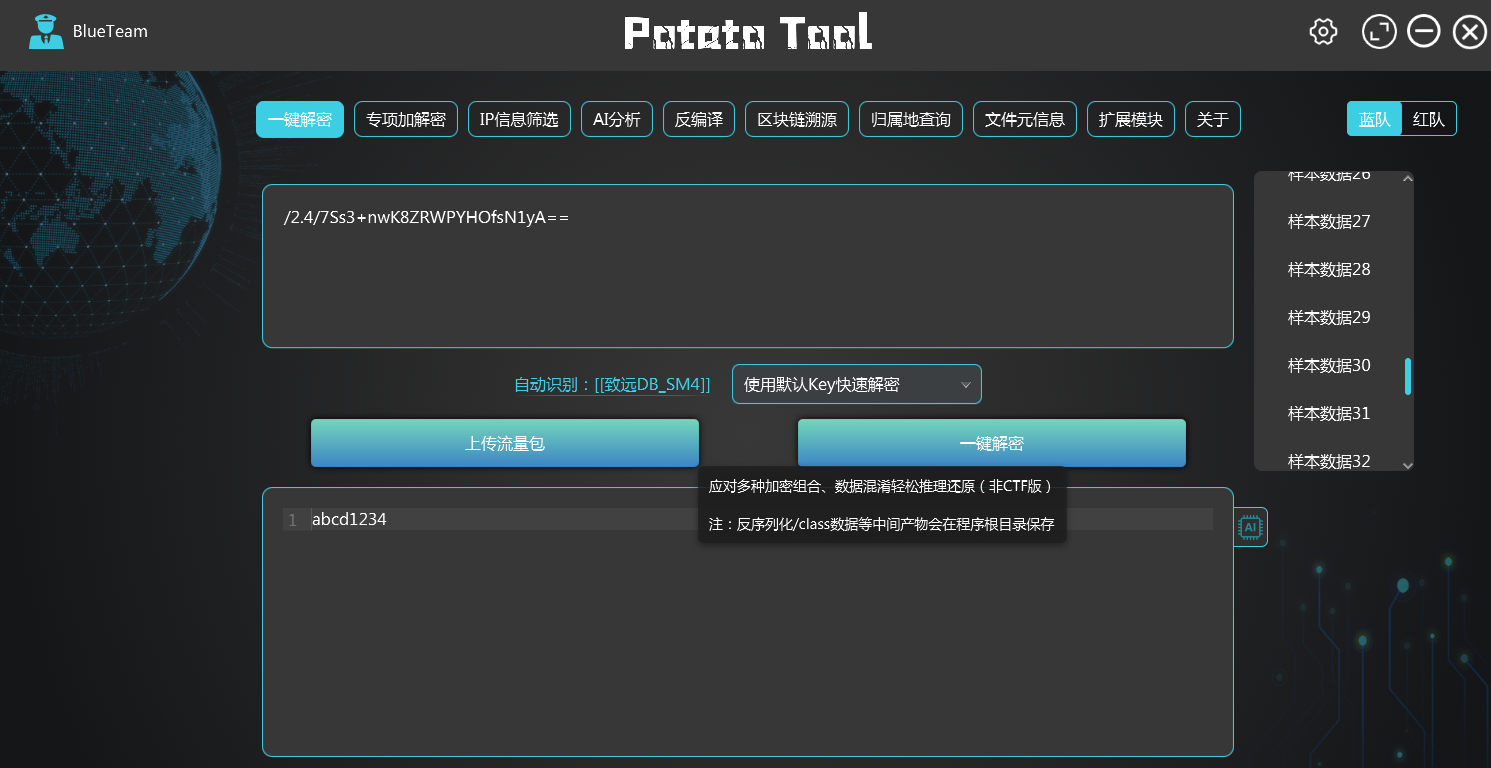 BlueTeam
Potato Tool
一键解密 专项加解密 IP信息筛选 AI分析 反编译 区块链溯源 归属地查询 文件元信息 扩展模块 关于 蓝队 红队
/2.4/7Ss3+nwK8ZRWPYHOfsN1yA==
样本数据26
样本数据27
样本数据28
样本数据29
样本数据30
样本数据31
样本数据32
自动识别：[[致远DB_SM4]] 使用默认Key快速解密
上传流量包 一键解密
应对多种加密组合、数据混淆轻松推理还原（非CTF版）
注：反序列化/class数据等中间产物会在程序根目录保存
1 abcd1234
AI